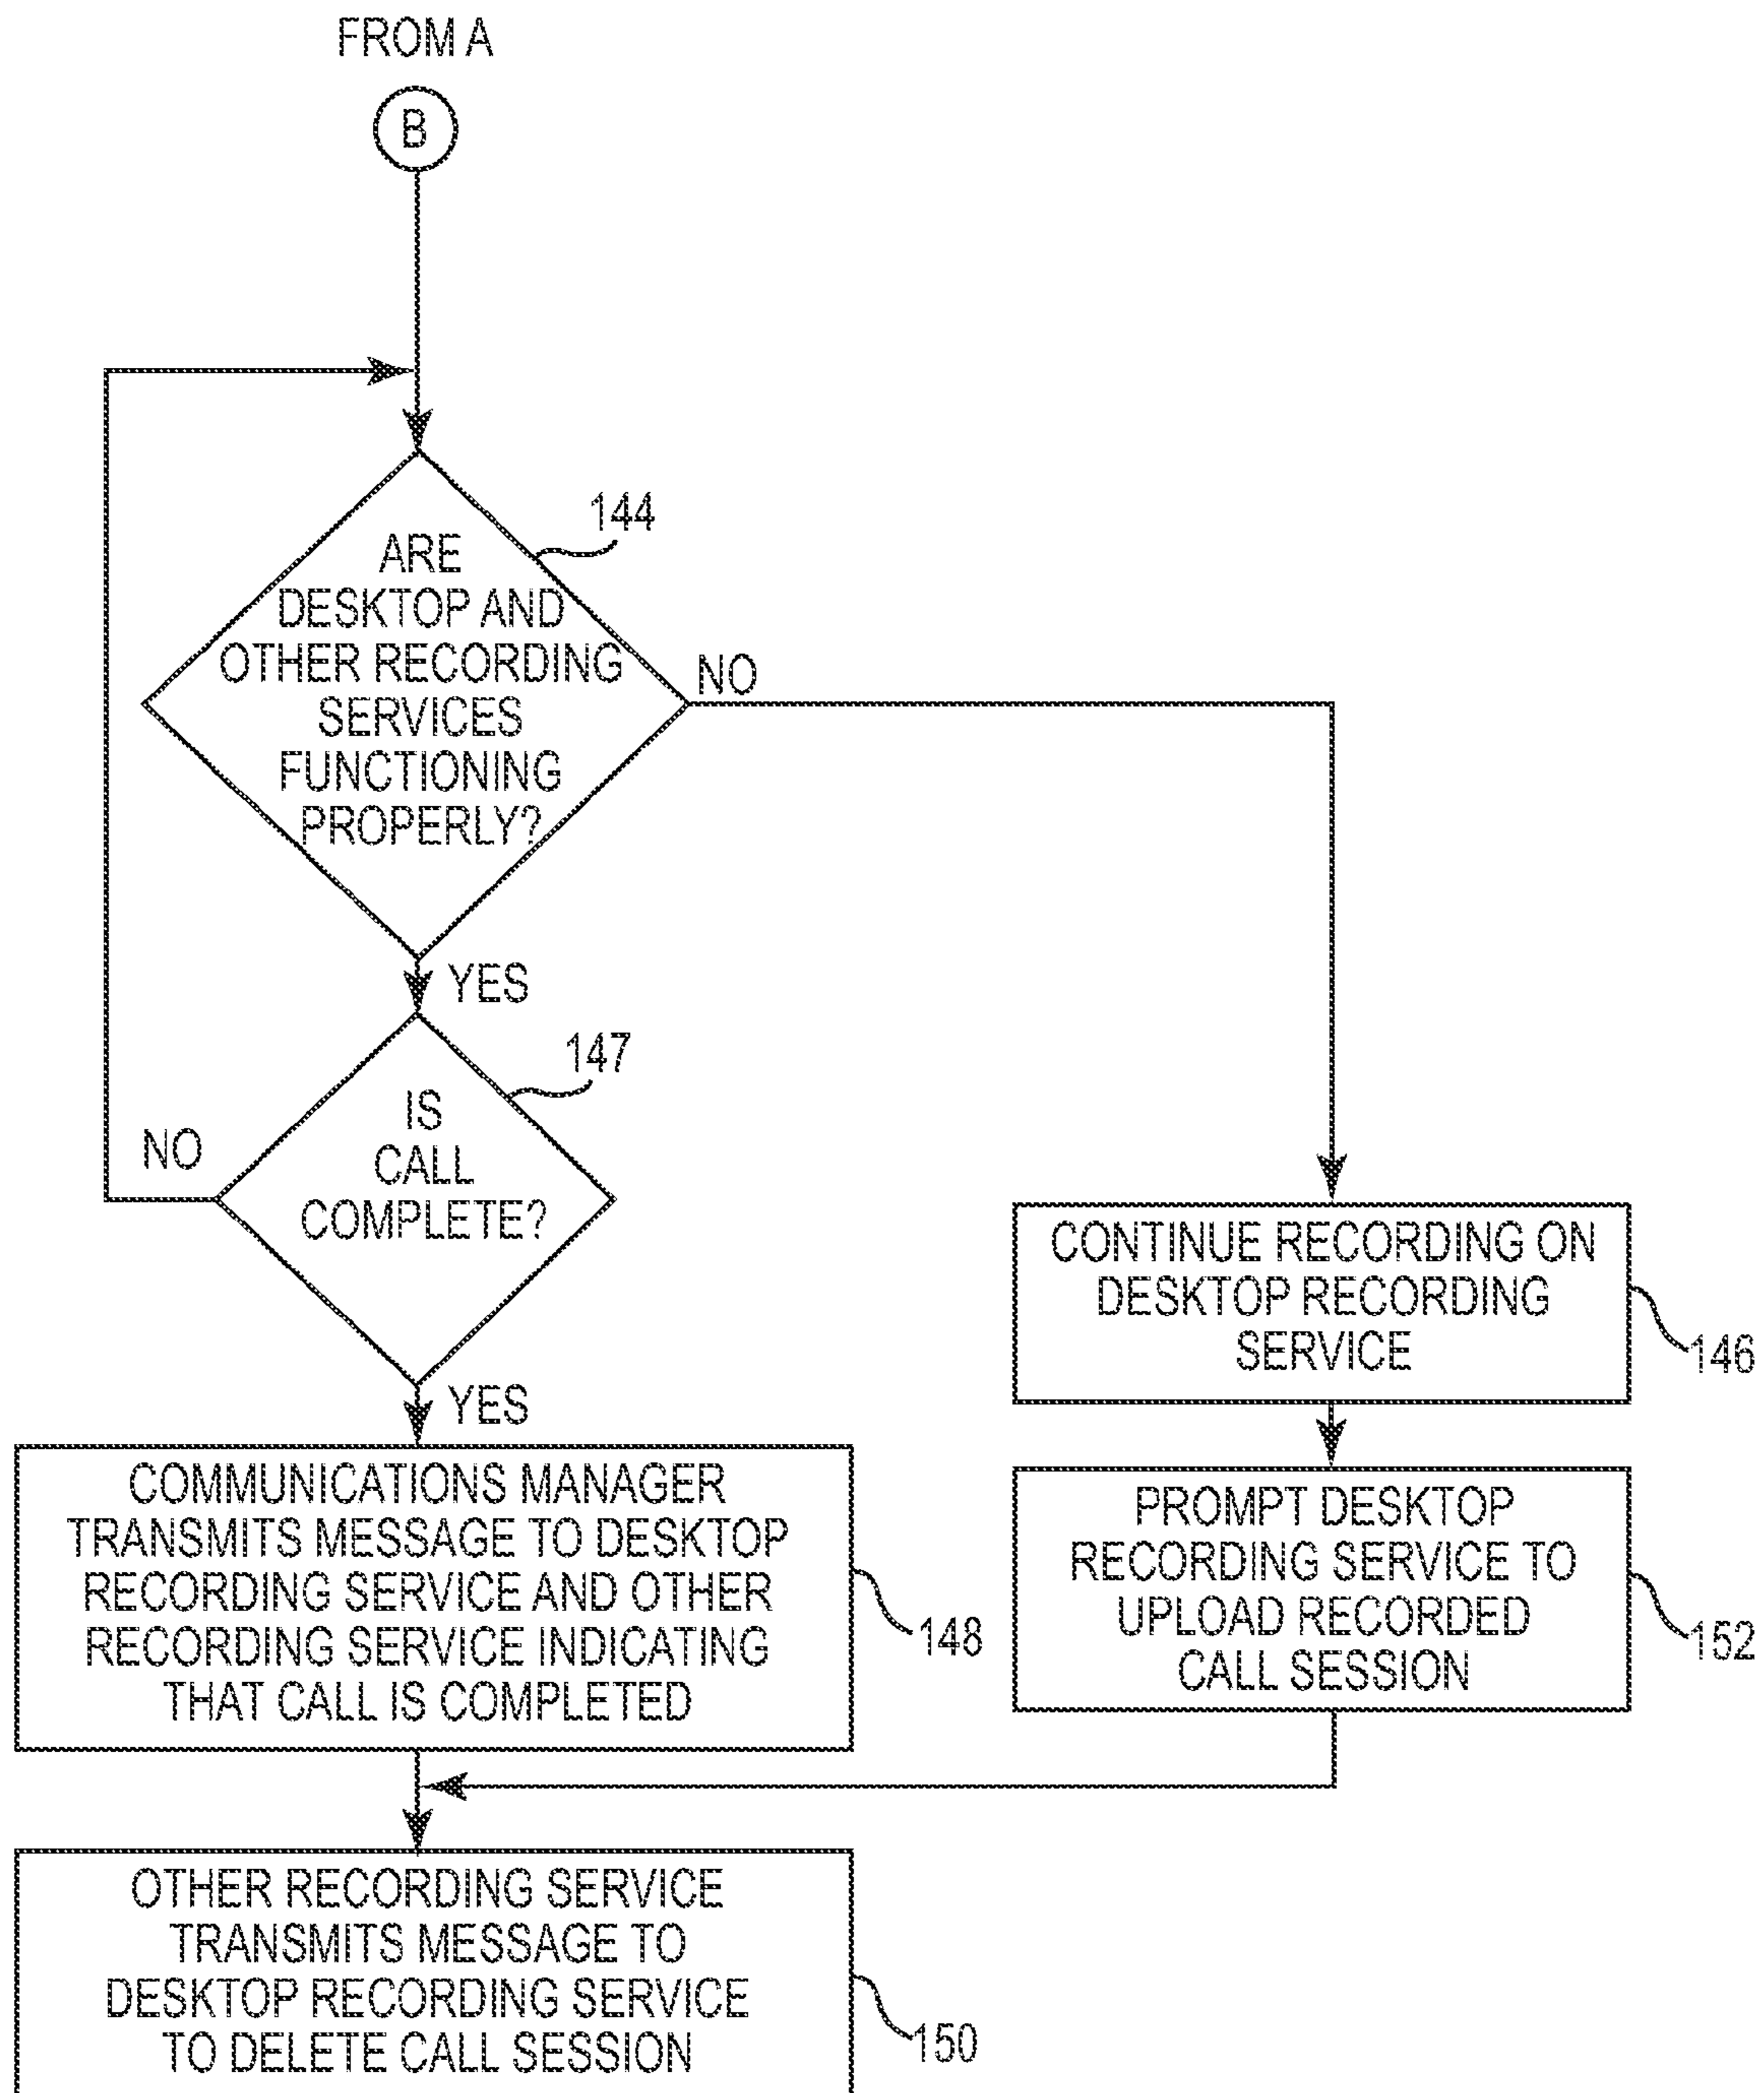 FROM A
B
144
ARE
DESKTOP AND
OTHER RECORDING
SERVICES
FUNCTIONING
PROPERLY?
NO
YES
147
IS
CALL
COMPLETE?
NO
YES
CONTINUE RECORDING ON
DESKTOP RECORDING
SERVICE
146
COMMUNICATIONS MANAGER
TRANSMITS MESSAGE TO DESKTOP
RECORDING SERVICE AND OTHER
RECORDING SERVICE INDICATING
THAT CALL IS COMPLETED
148
PROMPT DESKTOP
RECORDING SERVICE TO
UPLOAD RECORDED
CALL SESSION
152
OTHER RECORDING SERVICE
TRANSMITS MESSAGE TO
DESKTOP RECORDING SERVICE
TO DELETE CALL SESSION
150